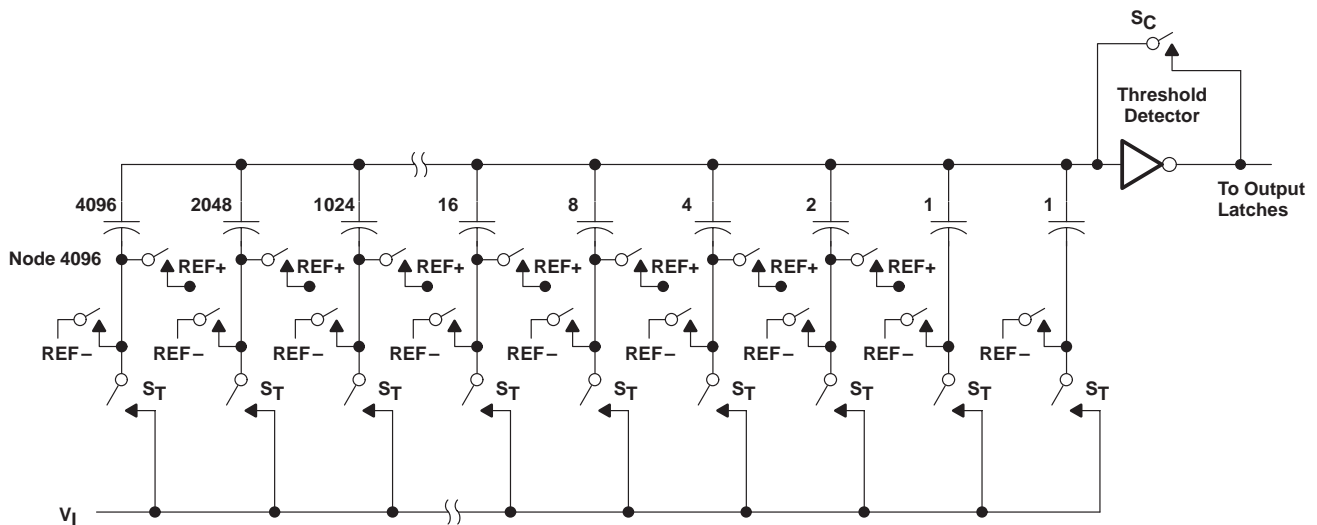 SC
Threshold
Detector
To Output
Latches
4096 2048 1024 16 8 4 2 1 1
Node 4096 REF+ REF+ REF+ REF+ REF+ REF+ REF+
REF− REF− REF− REF− REF− REF− REF− REF− REF−
ST ST ST ST ST ST ST ST ST
VI